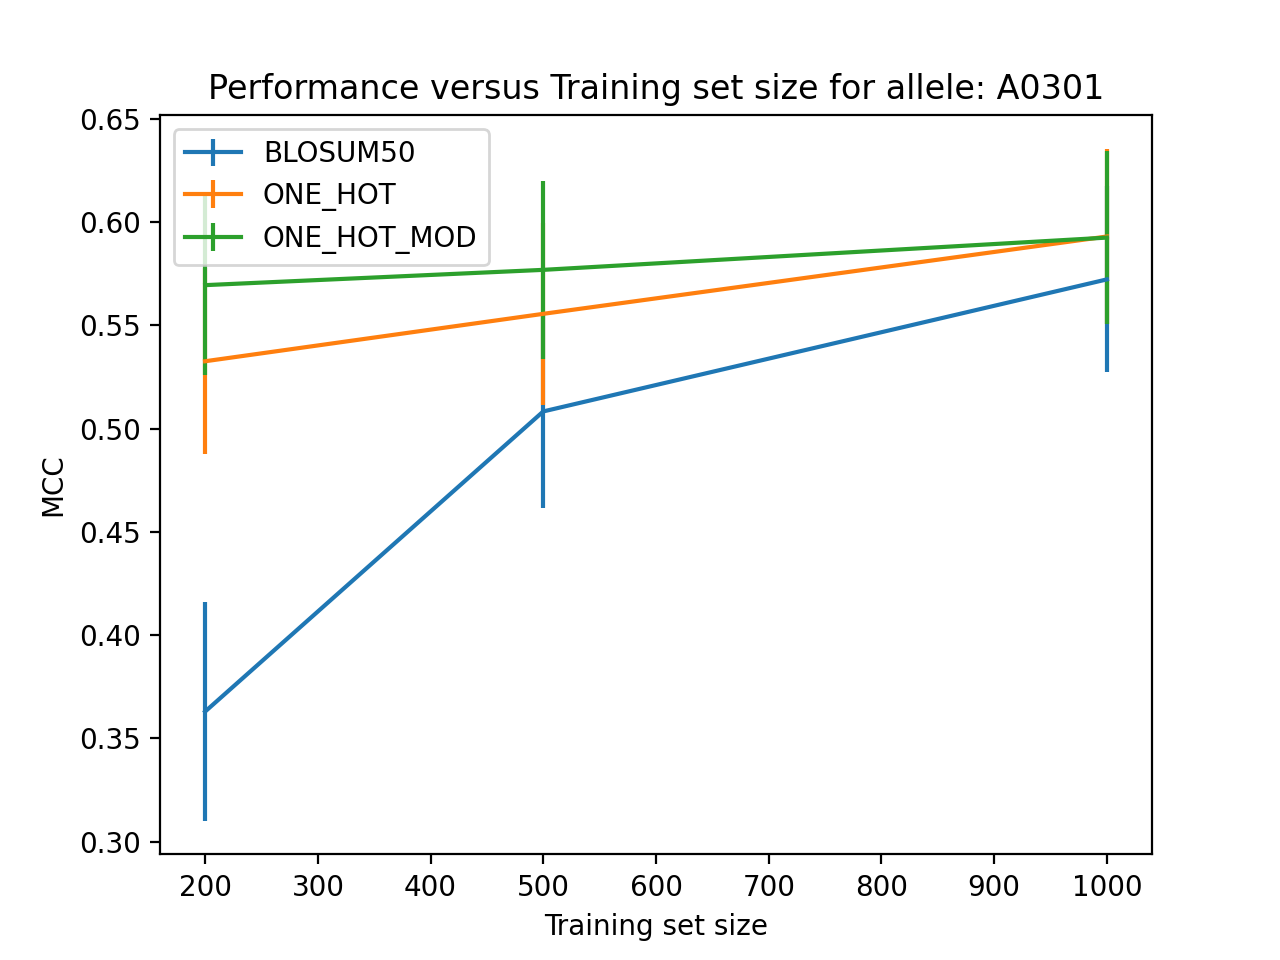 Performance versus Training set size for allele: A0301
0.65
0.60
0.55
0.50
0.45
0.40
0.35
0.30
MCC
BLOSUM50
ONE_HOT
ONE_HOT_MOD
200 300 400 500 600 700 800 900 1000
Training set size